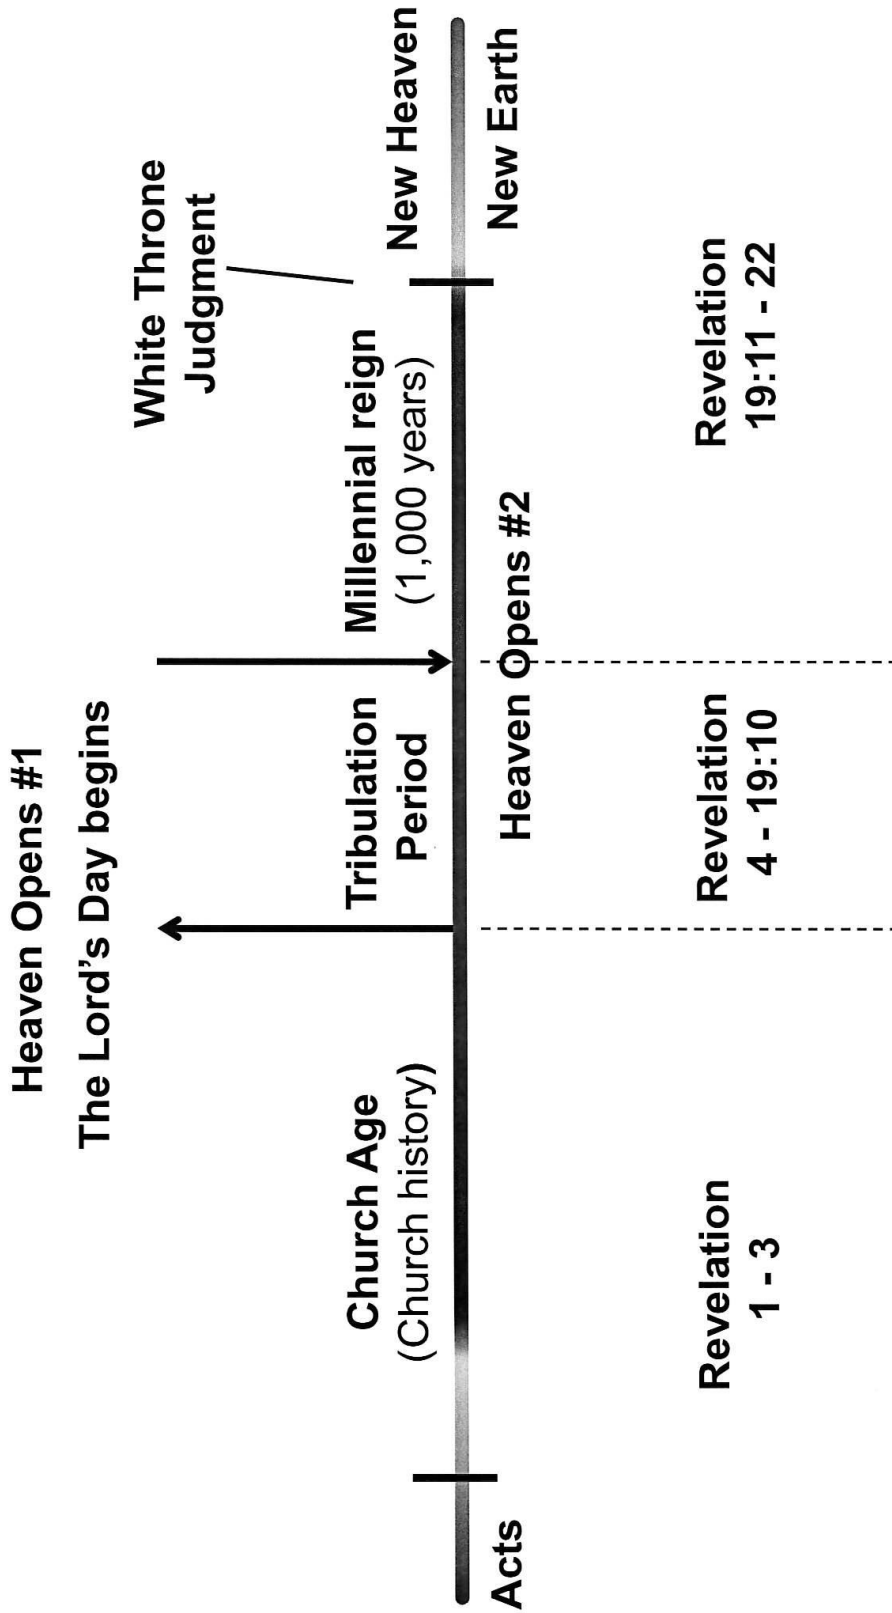 Heaven Opens #1
The Lord's Day begins
White Throne
Judgment
Church Age
(Church history)
Tribulation
Period
Millennial reign
(1,000 years)
New Heaven
Acts
Heaven Opens #2
New Earth
Revelation
1 - 3
Revelation
4 - 19:10
Revelation
19:11 - 22